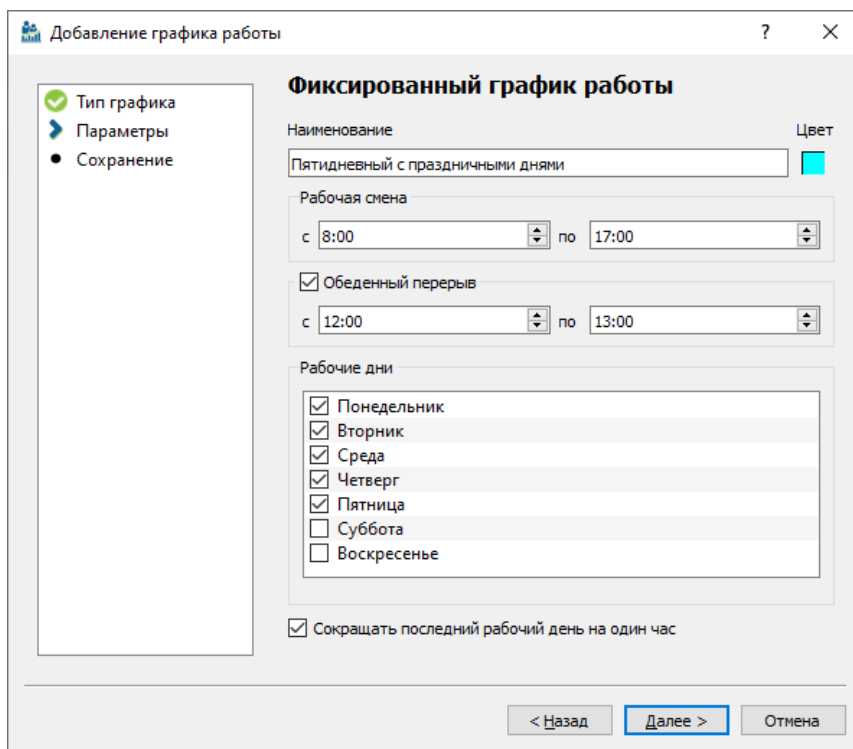 Добавление графика работы
?
Тип графика
Параметры
Сохранение
Фиксированный график работы
Наименование Цвет
Пятидневный с праздничными днями
Рабочая смена
с 8:00 по 17:00
Обеденный перерыв
с 12:00 по 13:00
Рабочие дни
Понедельник
Вторник
Среда
Четверг
Пятница
Суббота
Воскресенье
Сокращать последний рабочий день на один час
< Назад Далее > Отмена